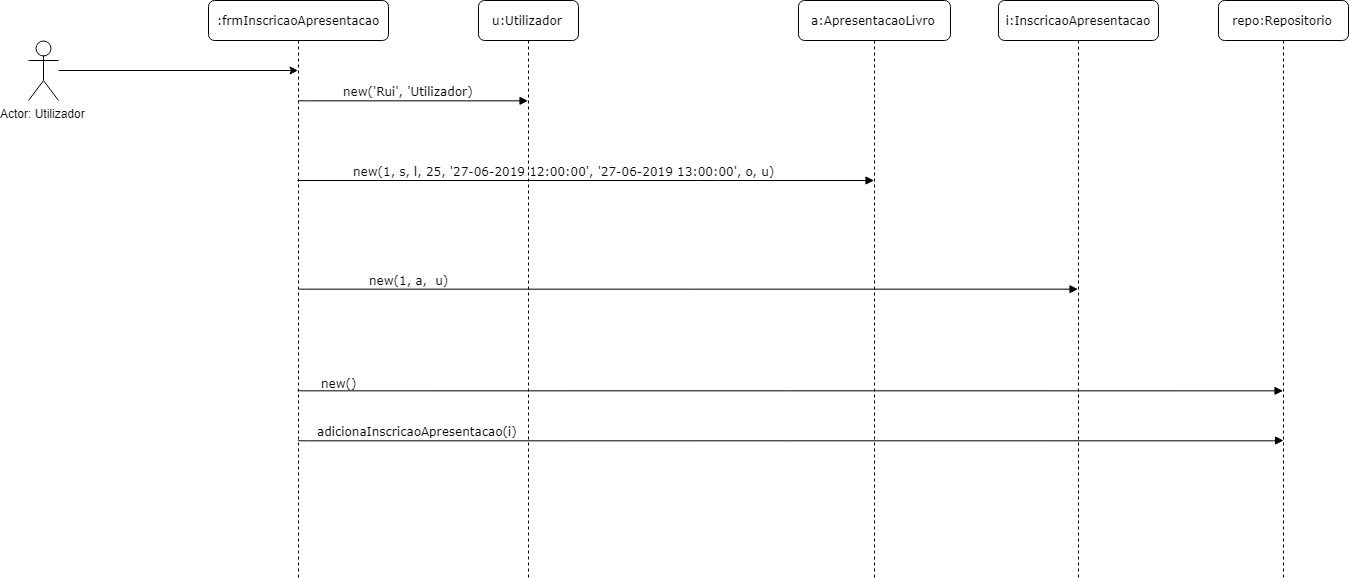 :frmInscricaoApresentacao
u:Utilizador
a:ApresentacaoLivro
i:InscricaoApresentacao
repo:Repositorio
Actor: Utilizador
new('Rui', 'Utilizador)
new(1, s, l, 25, '27-06-2019 12:00:00', '27-06-2019 13:00:00', o, u)
new(1, a, u)
new()
adicionaInscricaoApresentacao(i)